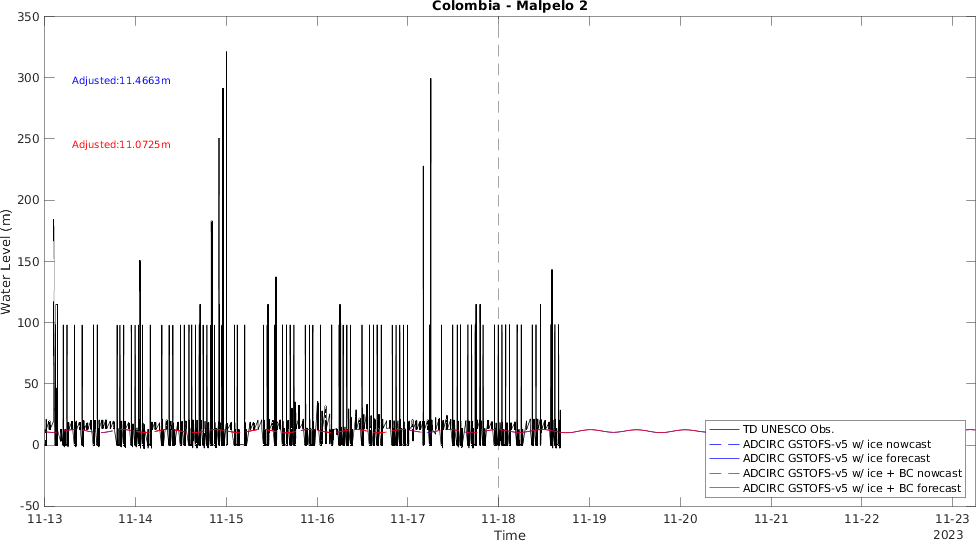 Colombia - Malpelo 2
350
300
250
200
150
100
50
0
-50
Water Level (m)
Adjusted:11.4663m
Adjusted:11.0725m
TD UNESCO Obs.
ADCIRC GSTOFS-v5 w/ ice nowcast
ADCIRC GSTOFS-v5 w/ ice forecast
ADCIRC GSTOFS-v5 w/ ice + BC nowcast
ADCIRC GSTOFS-v5 w/ ice + BC forecast
11-13 11-14 11-15 11-16 11-17 11-18 11-19 11-20 11-21 11-22 11-23
Time
2023